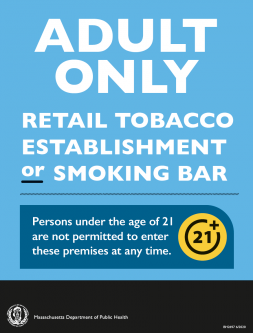 ADULT
ONLY
RETAIL TOBACCO
ESTABLISHMENT
or SMOKING BAR
Persons under the age of 21
are not permitted to enter
these premises at any time.
21+
Massachusetts Department of Public Health